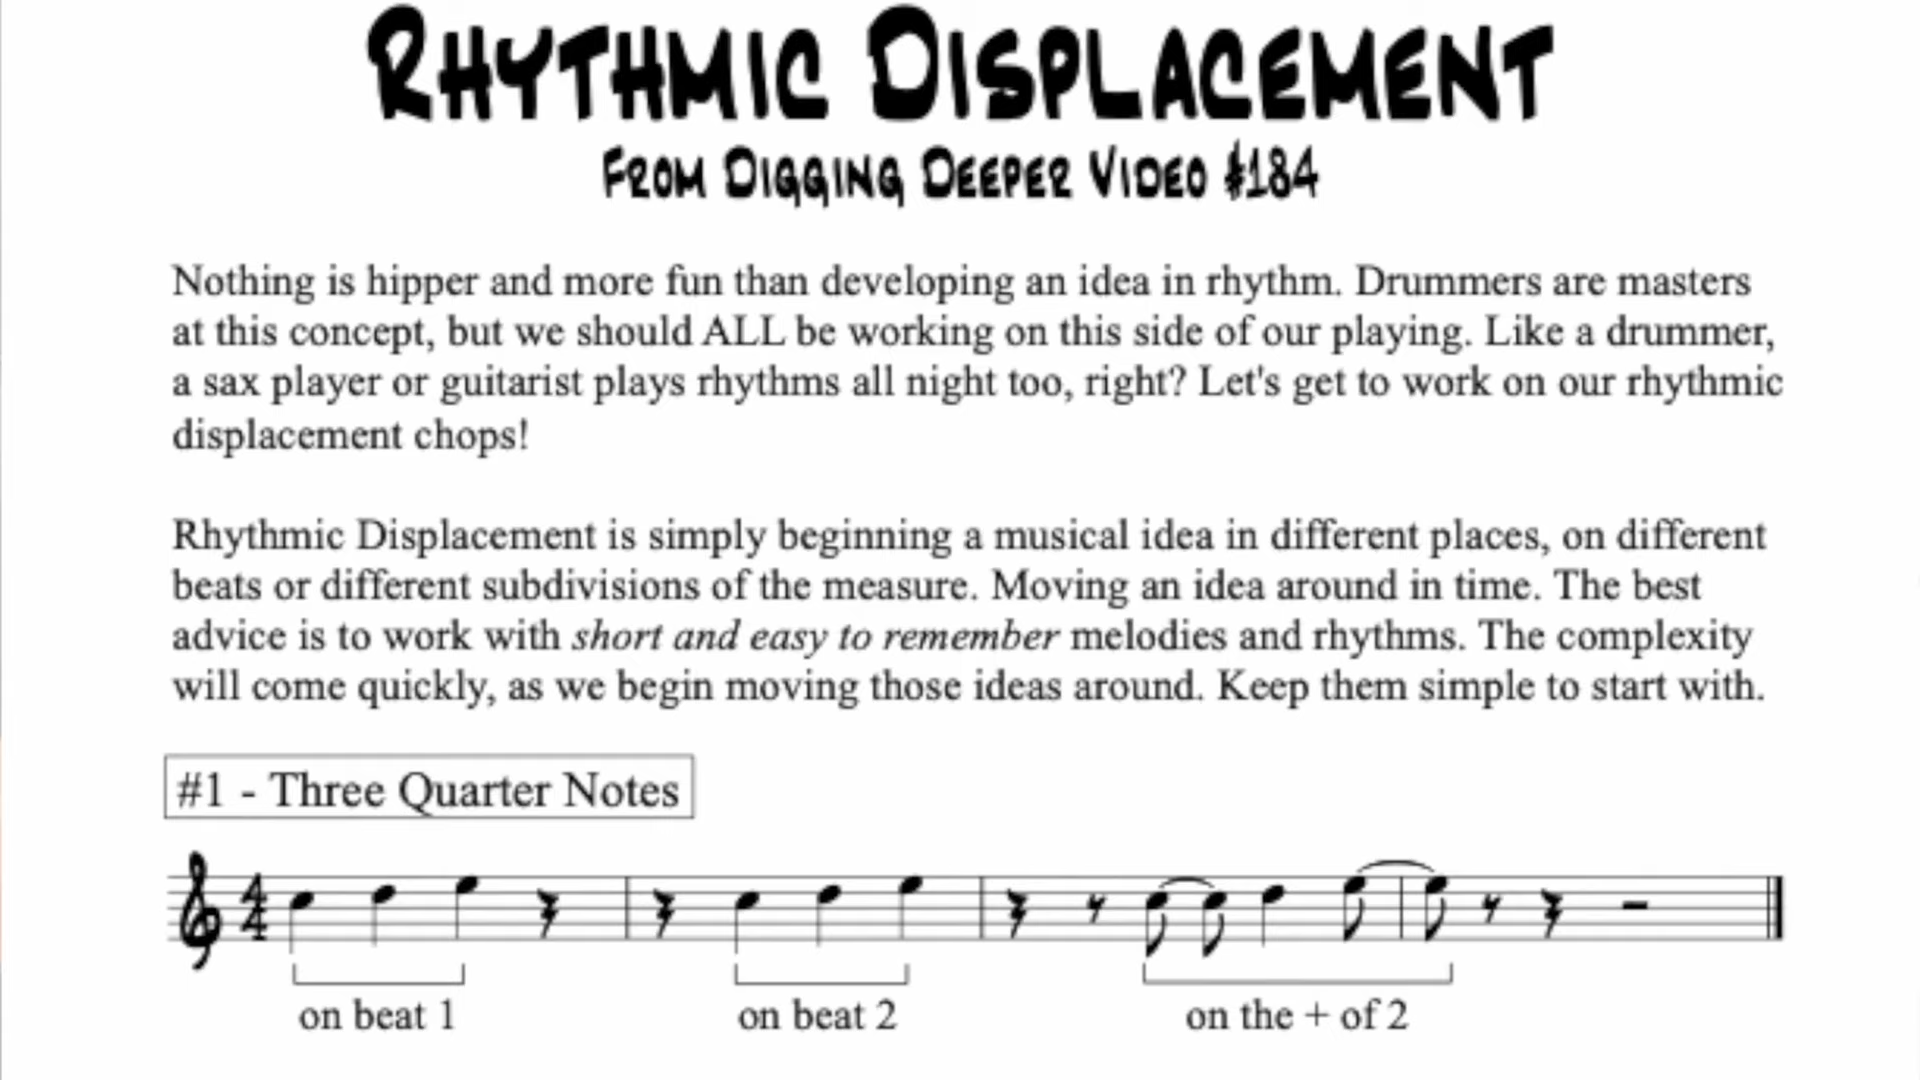 RHYTHMIC DISPLACEMENT
FROM DIGGING DEEPER VIDEO #184
Nothing is hipper and more fun than developing an idea in rhythm. Drummers are masters
at this concept, but we should ALL be working on this side of our playing. Like a drummer,
a sax player or guitarist plays rhythms all night too, right? Let's get to work on our rhythmic
displacement chops!
Rhythmic Displacement is simply beginning a musical idea in different places, on different
beats or different subdivisions of the measure. Moving an idea around in time. The best
advice is to work with short and easy to remember melodies and rhythms. The complexity
will come quickly, as we begin moving those ideas around. Keep them simple to start with.
#1 - Three Quarter Notes
4
4
on beat 1
on beat 2
on the + of 2